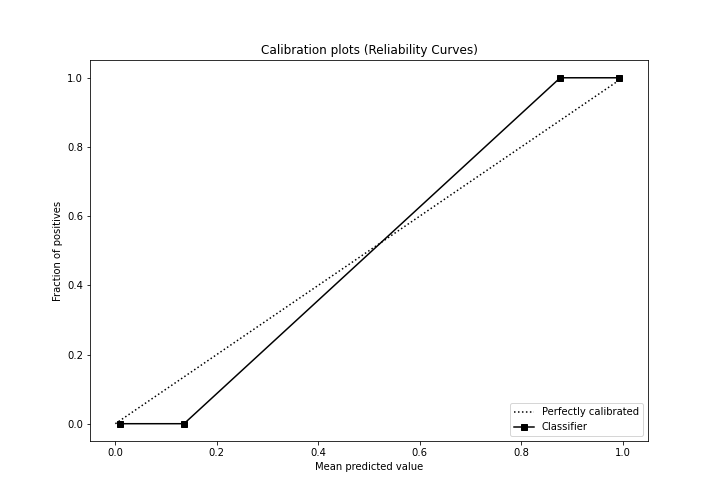 Calibration plots (Reliability Curves)
1.0
0.8
0.6
0.4
0.2
0.0
Fraction of positives
0.0 0.2 0.4 0.6 0.8 1.0
Mean predicted value
Perfectly calibrated
Classifier